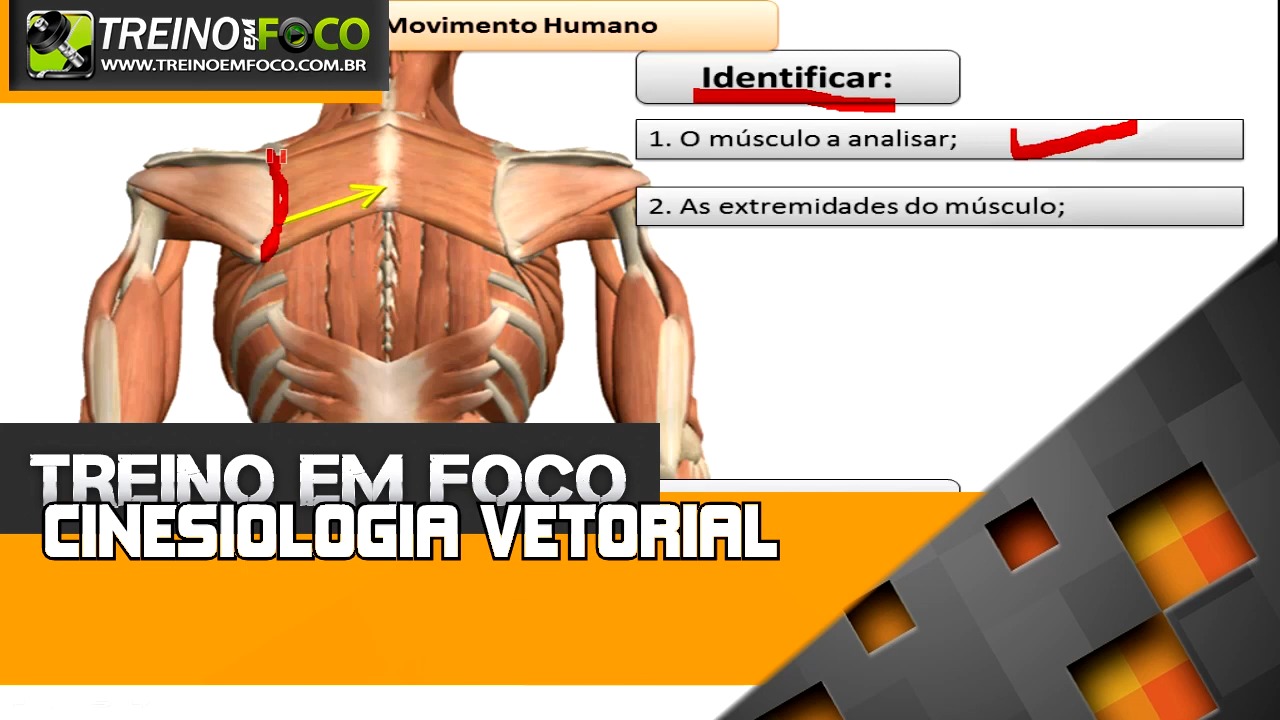 TREINO EM FOCO
WWW.TREINOEMFOCO.COM.BR
Movimento Humano
Identificar:
1. O músculo a analisar;
2. As extremidades do músculo;
TREINO EM FOCO
CINESIOLOGIA VETORIAL